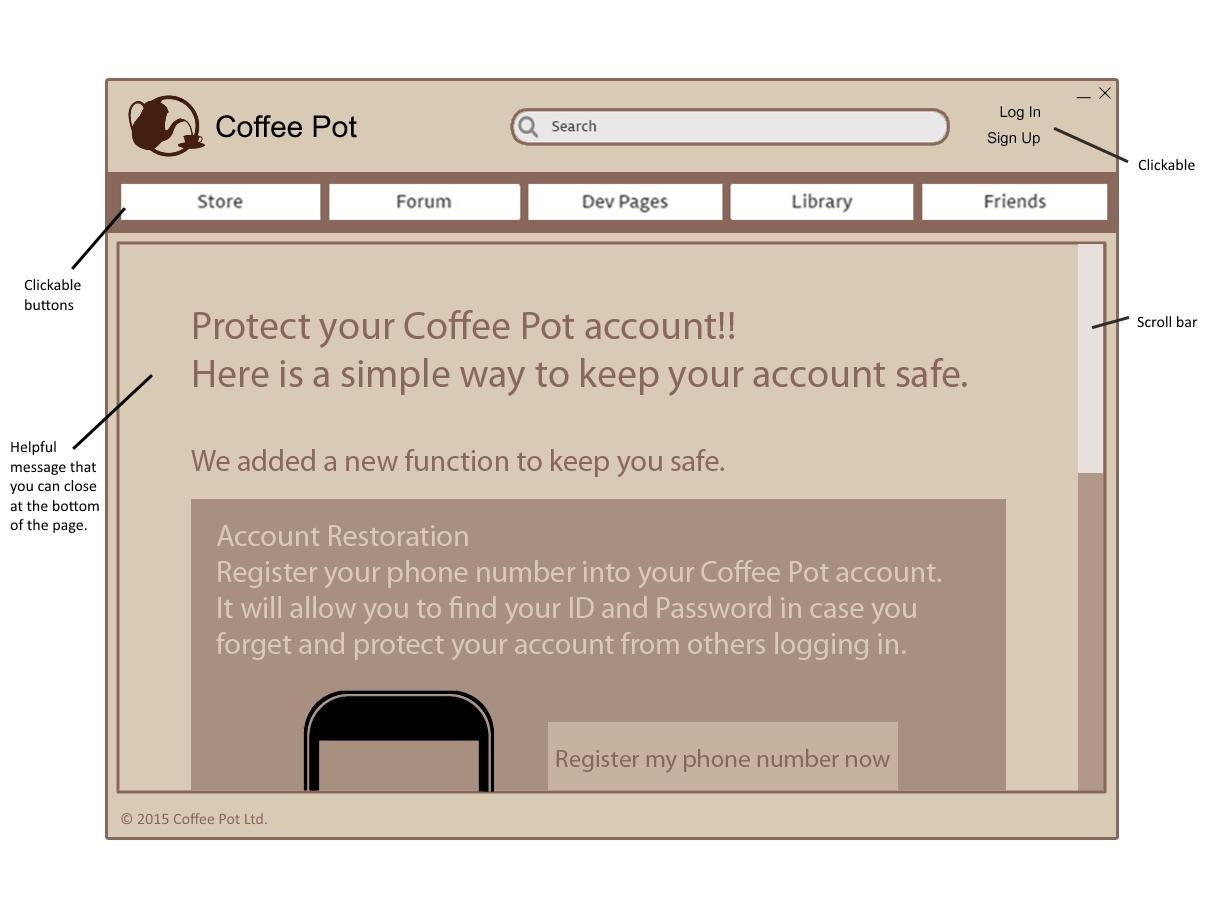 Coffee Pot
Search
Log In
Sign Up
Clickable
Store
Forum
Dev Pages
Library
Friends
Clickable
buttons
Scroll bar
Protect your Coffee Pot account!!
Here is a simple way to keep your account safe.
Helpful
message that
you can close
at the bottom
of the page.
We added a new function to keep you safe.
Account Restoration
Register your phone number into your Coffee Pot account.
It will allow you to find your ID and Password in case you
forget and protect your account from others logging in.
Register my phone number now
© 2015 Coffee Pot Ltd.